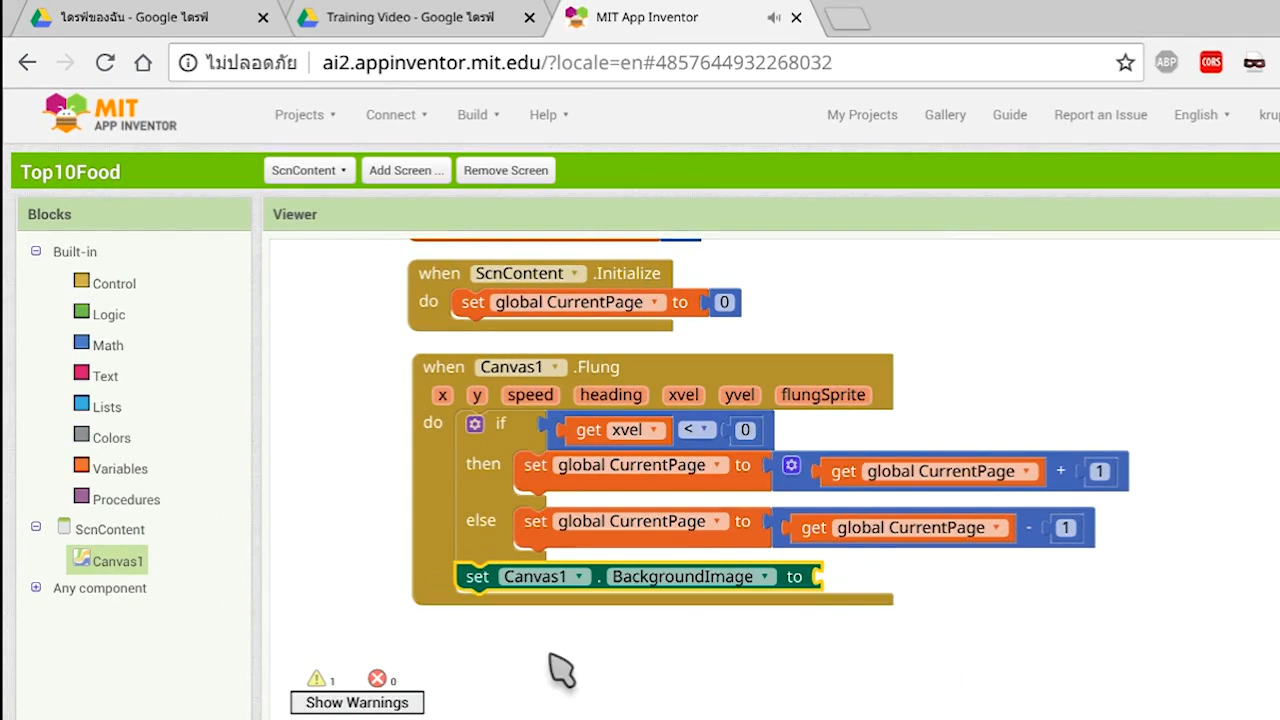 ไดรฟ์ของฉัน - Google ไดรฟ์
Training Video - Google ไดรฟ์
MIT App Inventor
ไม่ปลอดภัย
ai2.appinventor.mit.edu/?locale=en#4857644932268032
ABP
CORS
MIT
APP INVENTOR
Projects
Connect
Build
Help
My Projects
Gallery
Guide
Report an Issue
English
krup
Top10Food
ScnContent
Add Screen ...
Remove Screen
Blocks
Viewer
Built-in
Control
Logic
Math
Text
Lists
Colors
Variables
Procedures
ScnContent
Canvas1
Any component
when ScnContent .Initialize
do set global CurrentPage to 0
when Canvas1 .Flung
x y speed heading xvel yvel flungSprite
do if get xvel < 0
then set global CurrentPage to get global CurrentPage + 1
else set global CurrentPage to get global CurrentPage - 1
set Canvas1 . BackgroundImage to
1 0
Show Warnings